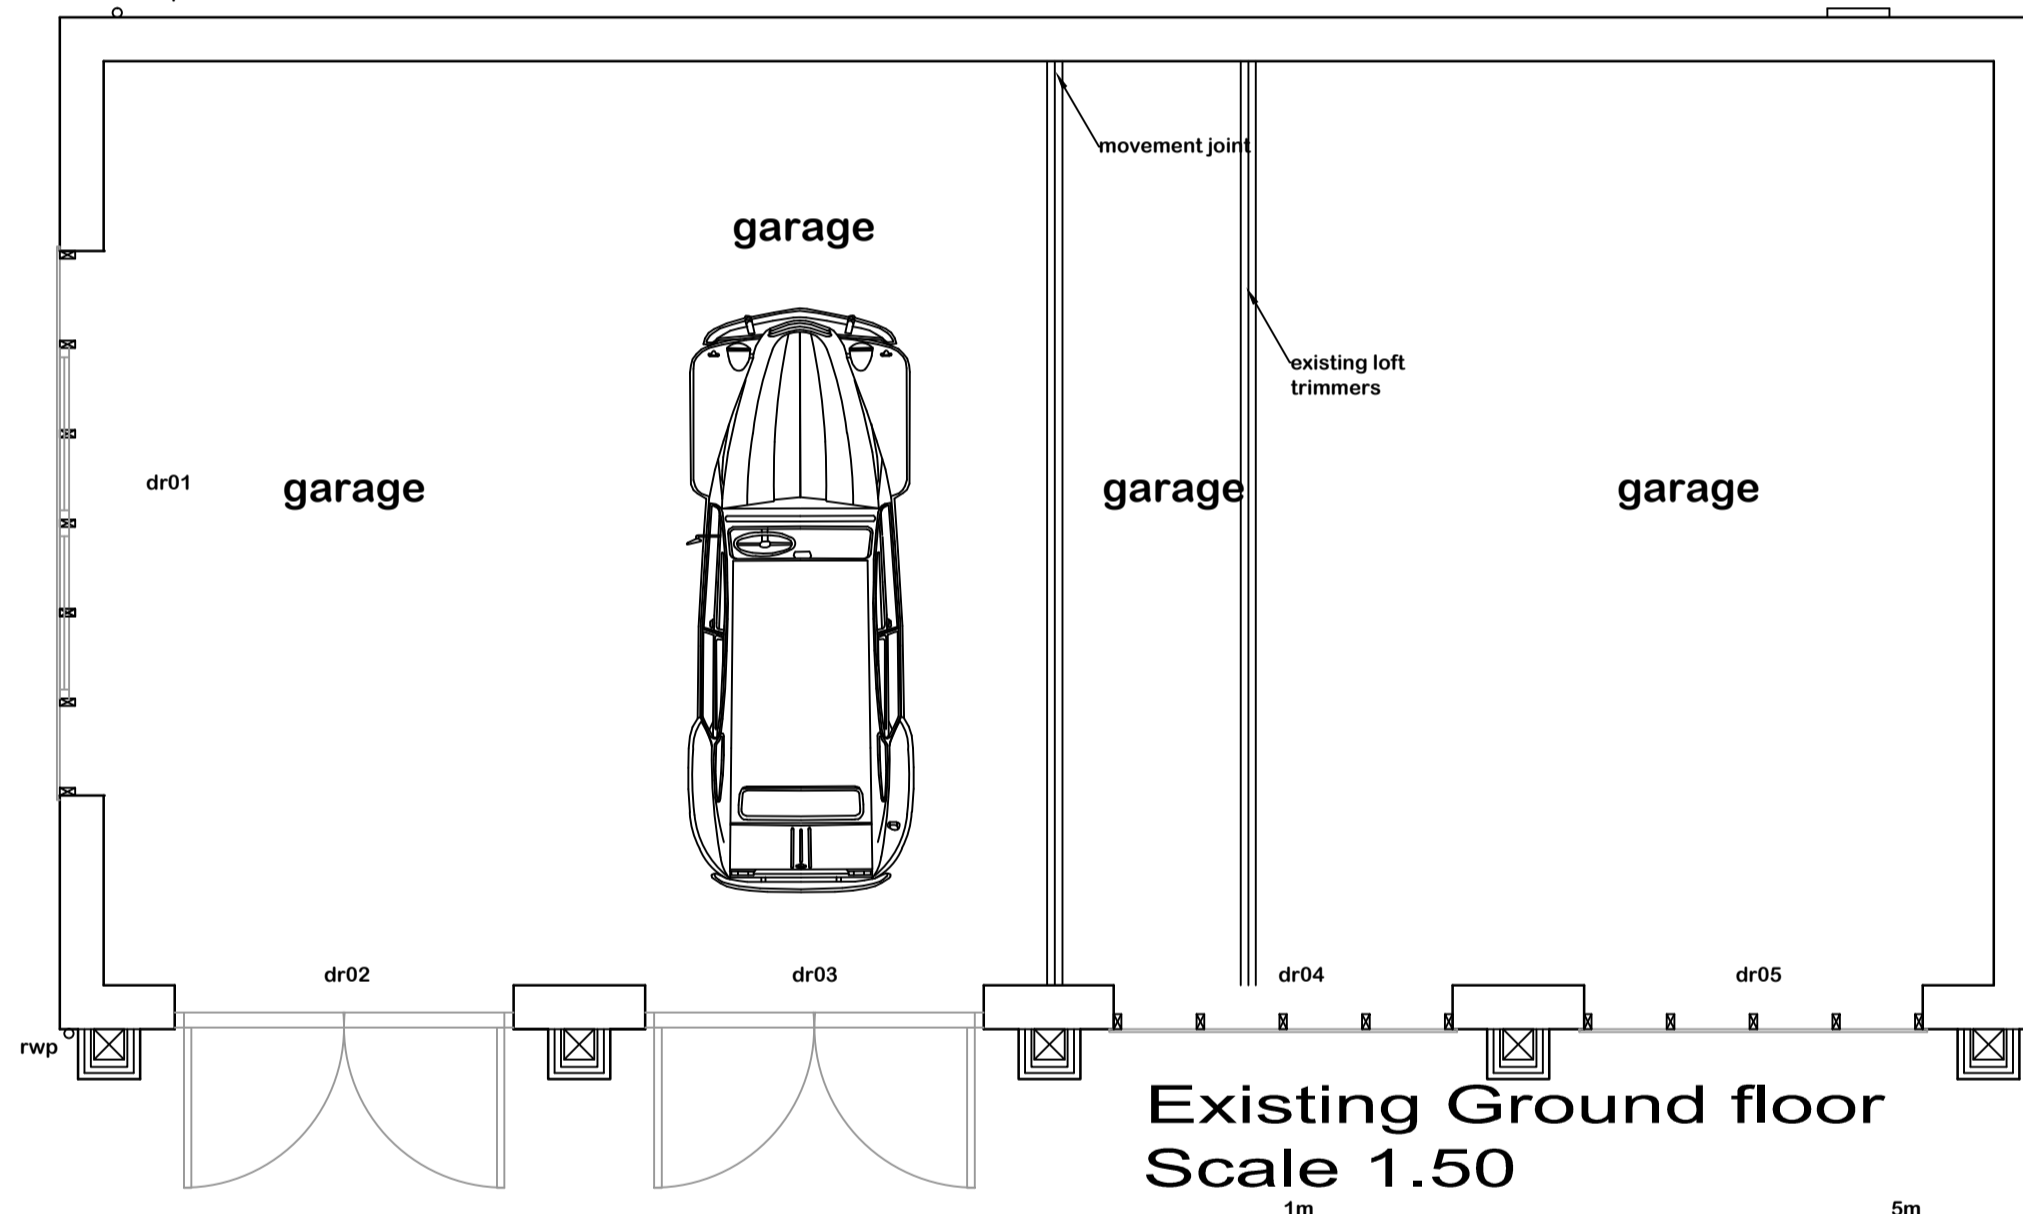 movement joint
garage
existing loft
trimmers
dr01
garage
garage
garage
dr02
dr03
dr04
dr05
rwp
Existing Ground floor
Scale 1.50
1m
5m